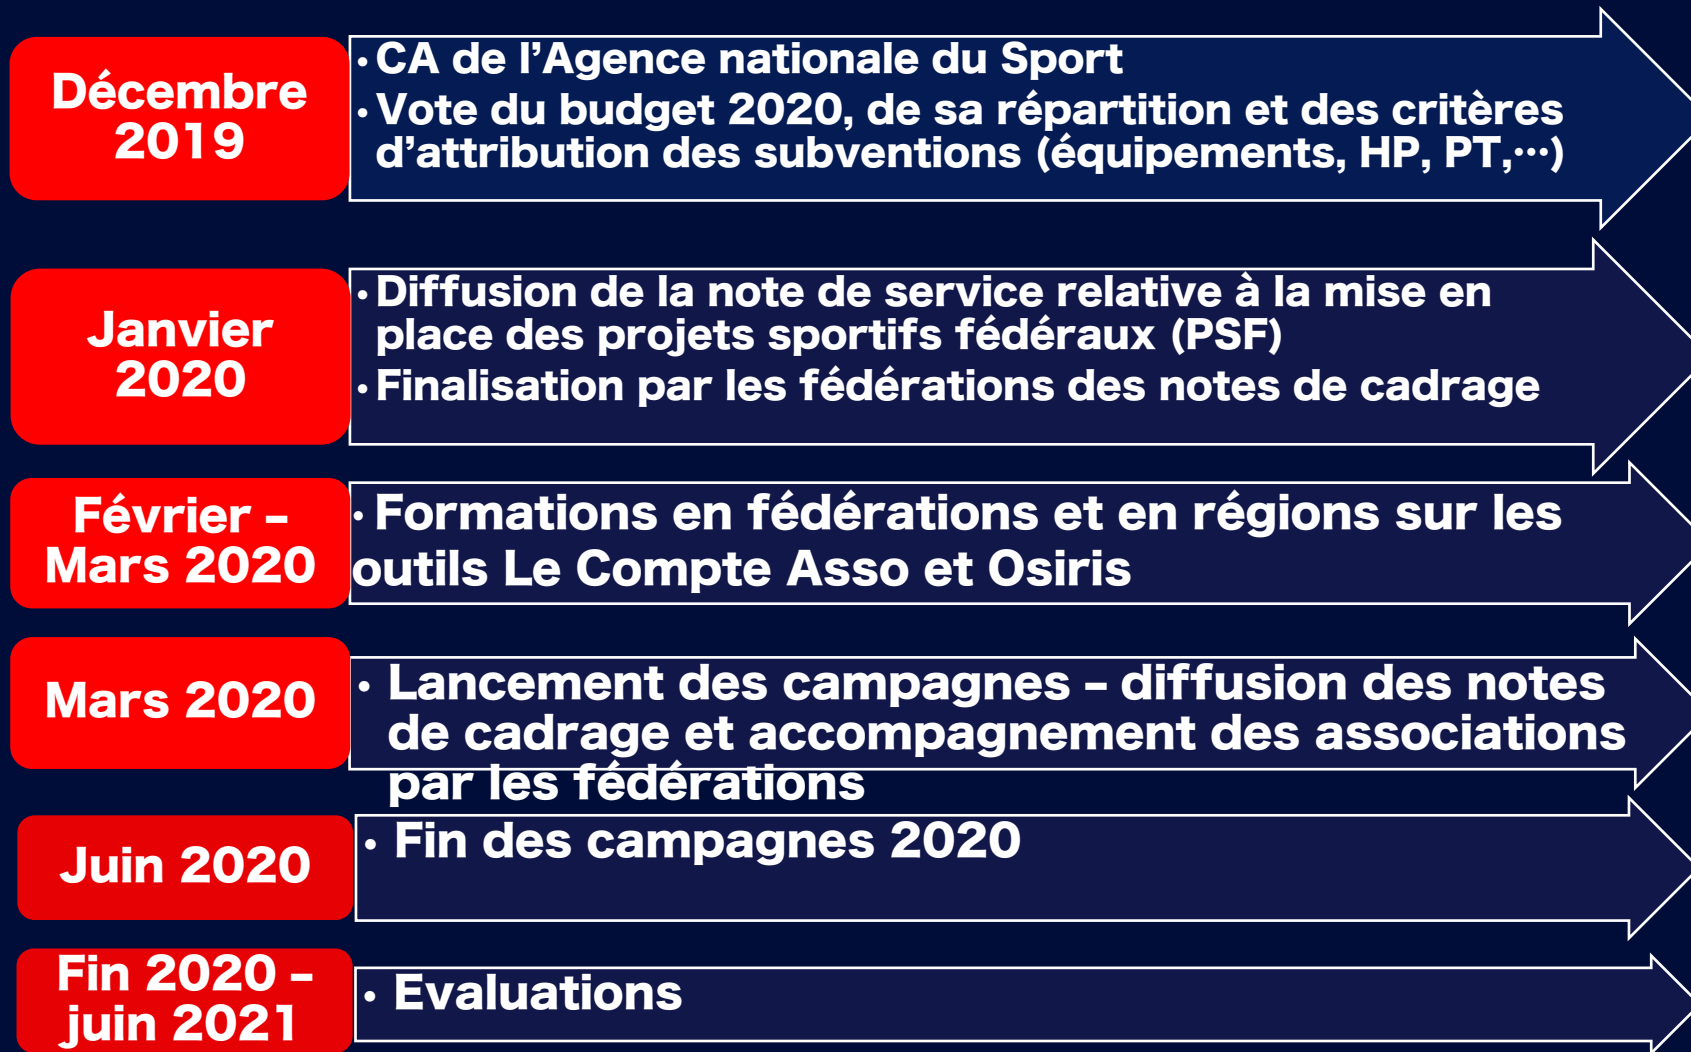 Décembre
2019
• CA de l’Agence nationale du Sport
• Vote du budget 2020, de sa répartition et des critères
d’attribution des subventions (équipements, HP, PT,…)
Janvier
2020
• Diffusion de la note de service relative à la mise en
place des projets sportifs fédéraux (PSF)
• Finalisation par les fédérations des notes de cadrage
Février –
Mars 2020
• Formations en fédérations et en régions sur les
outils Le Compte Asso et Osiris
Mars 2020
• Lancement des campagnes – diffusion des notes
de cadrage et accompagnement des associations
par les fédérations
Juin 2020
• Fin des campagnes 2020
Fin 2020 –
juin 2021
• Evaluations